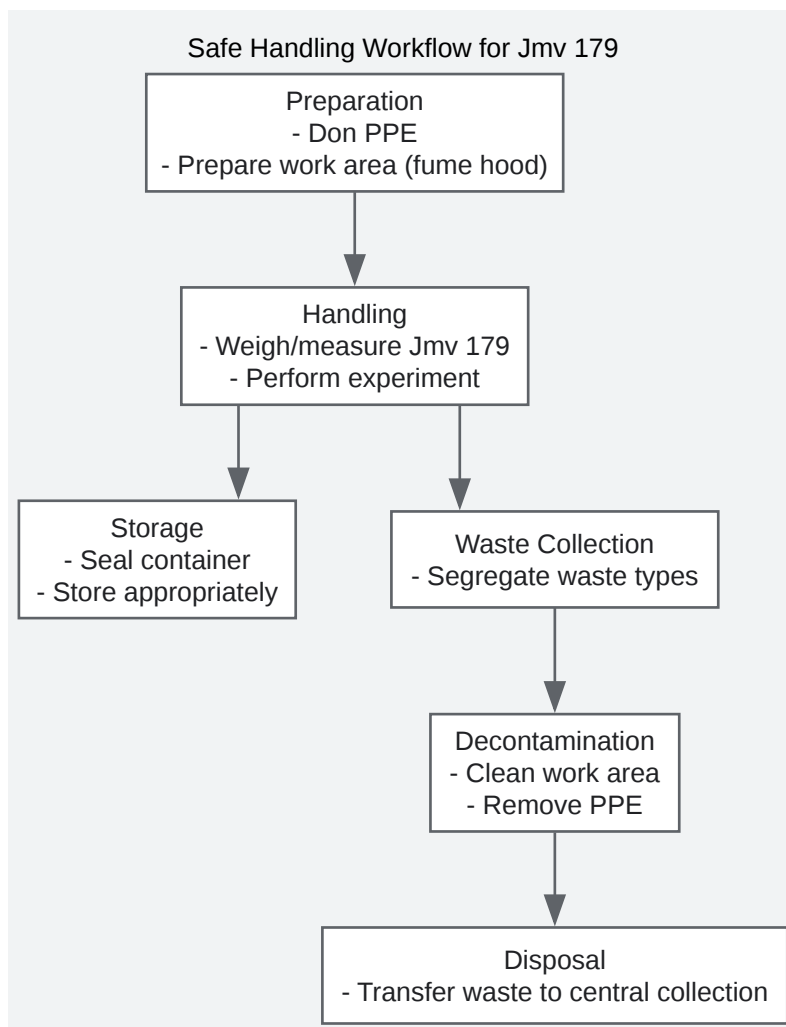 Safe Handling Workflow for Jmv 179
Preparation
- Don PPE
- Prepare work area (fume hood)
Handling
- Weigh/measure Jmv 179
- Perform experiment
Storage
- Seal container
- Store appropriately
Waste Collection
- Segregate waste types
Decontamination
- Clean work area
- Remove PPE
Disposal
- Transfer waste to central collection